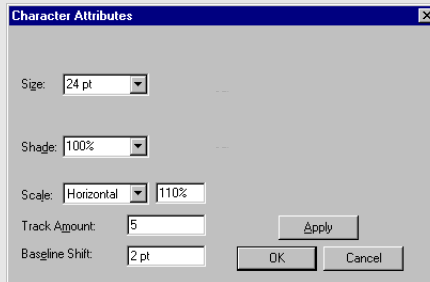 Character Attributes
Size: 24 pt
Shade: 100%
Scale: Horizontal 110%
Track Amount: 5 Apply
Baseline Shift: 2 pt OK Cancel